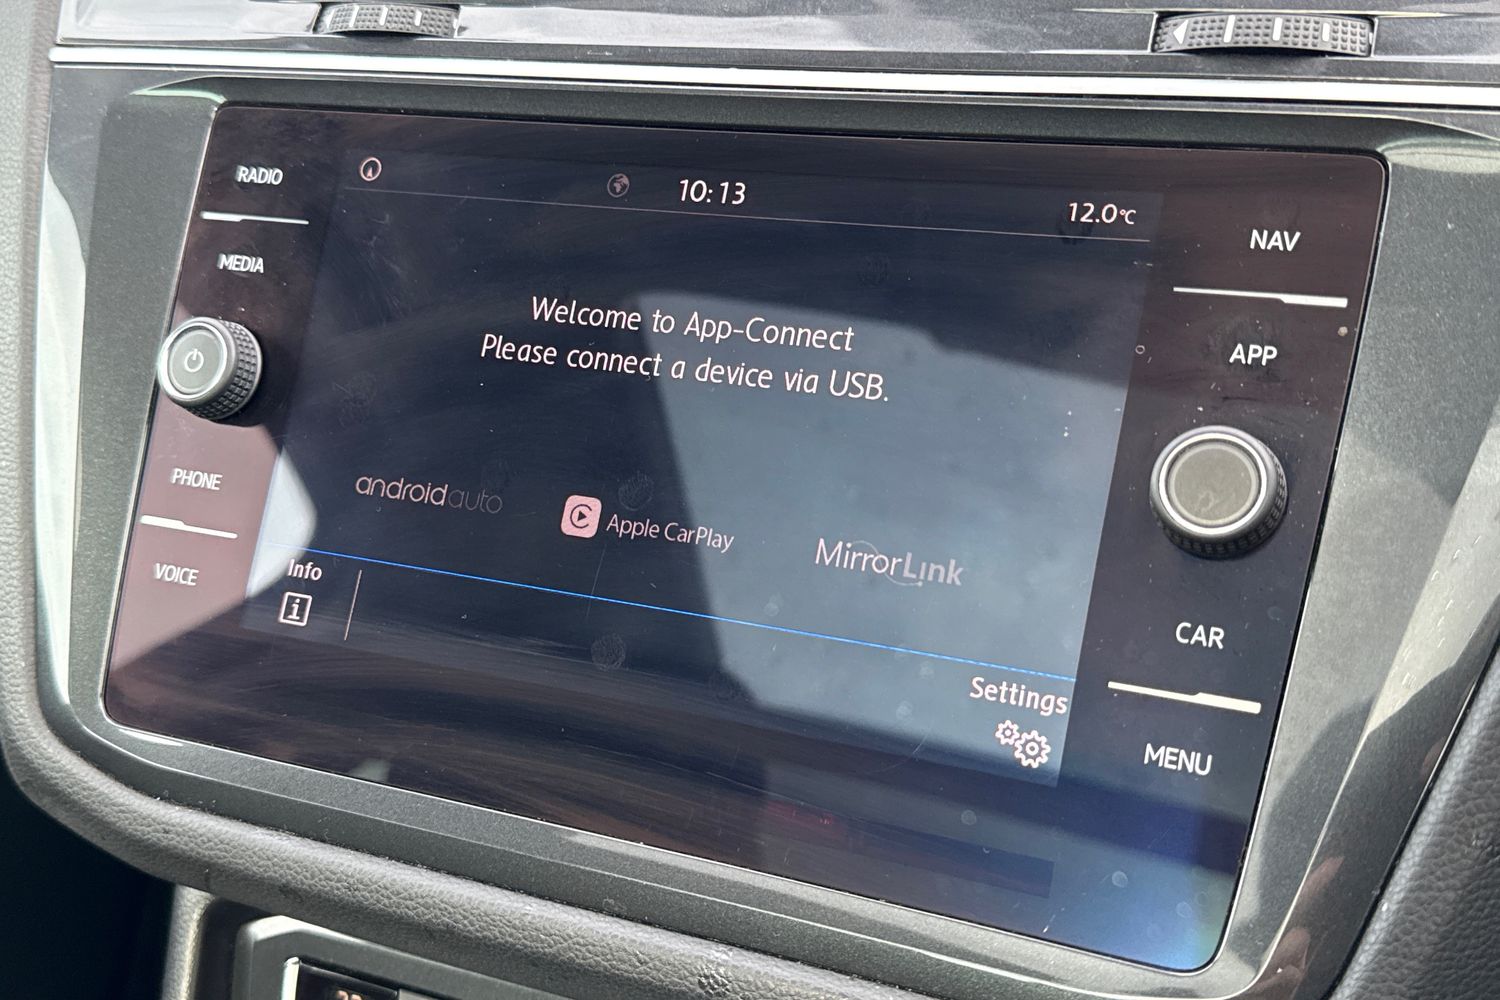 RADIO
MEDIA
PHONE
VOICE
10:13
12.0°C
Welcome to App-Connect
Please connect a device via USB.
androidauto
Apple CarPlay
MirrorLink
Info
i
Settings
NAV
APP
CAR
MENU